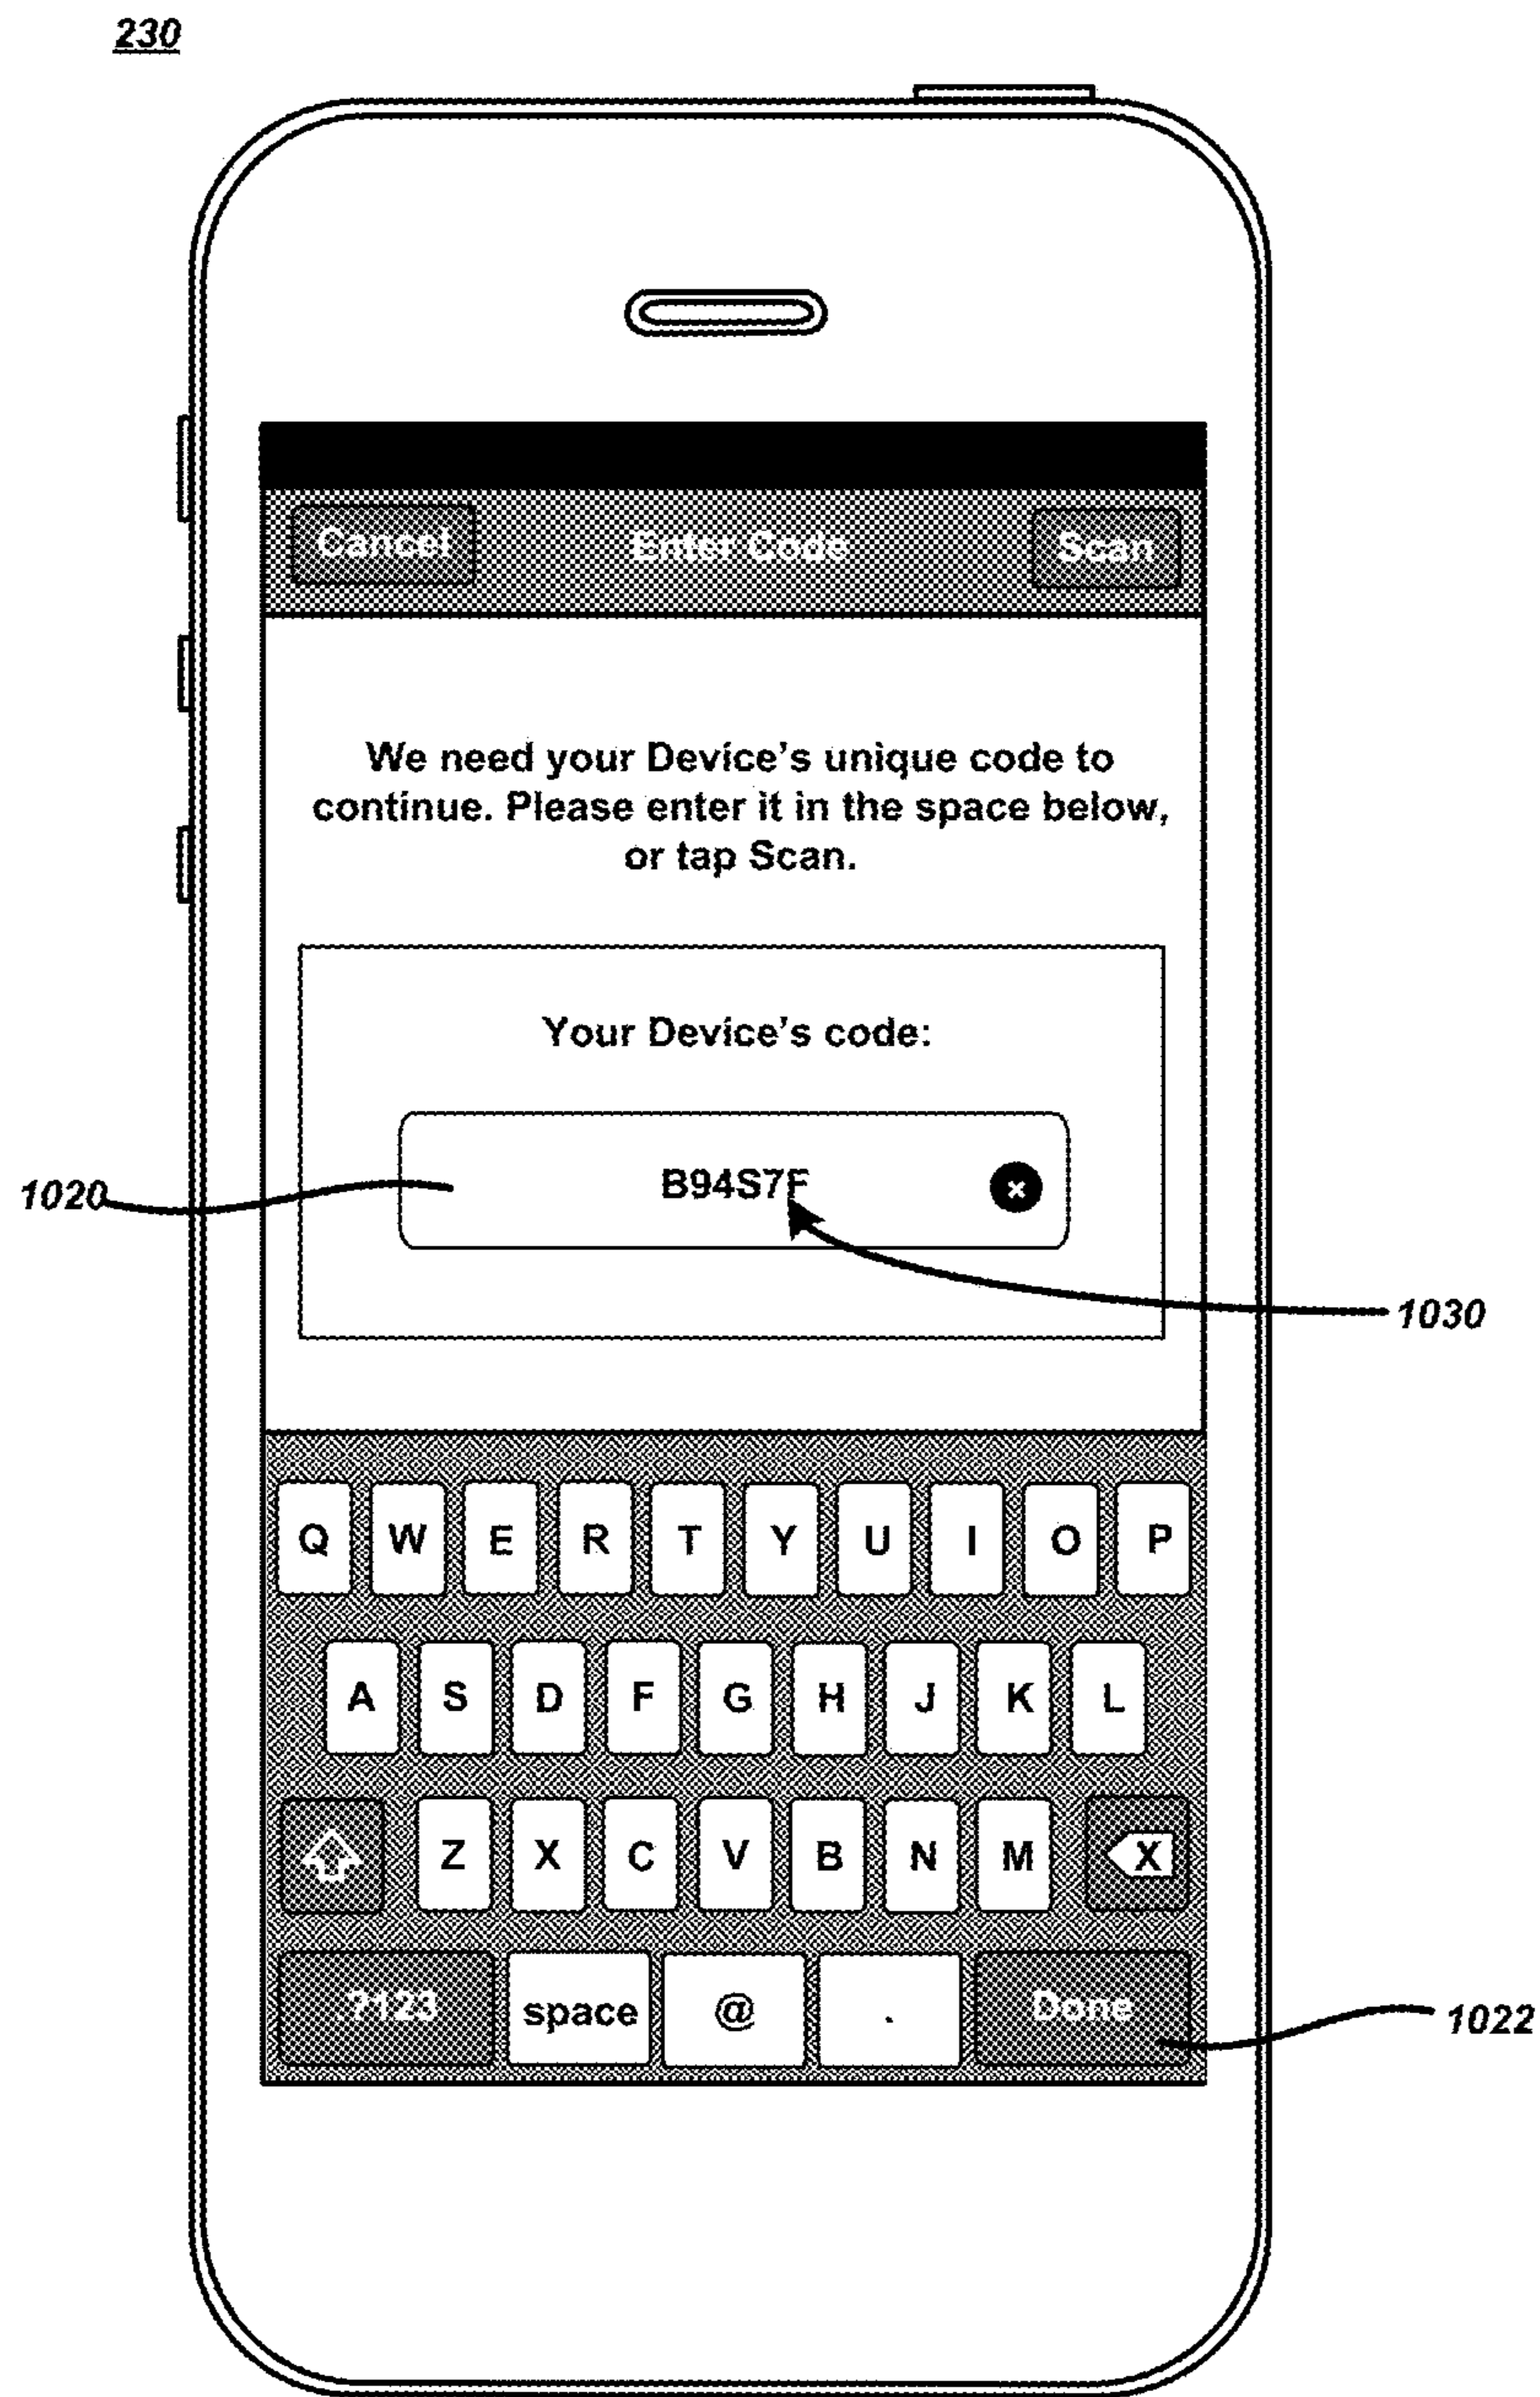 230
Cancel Enter Code Scan
We need your Device's unique code to
continue. Please enter it in the space below,
or tap Scan.
Your Device's code:
1020 B94S7F x
1030
Q W E R T Y U I O P
A S D F G H J K L
Z X C V B N M X
?123 space @ . Done
1022